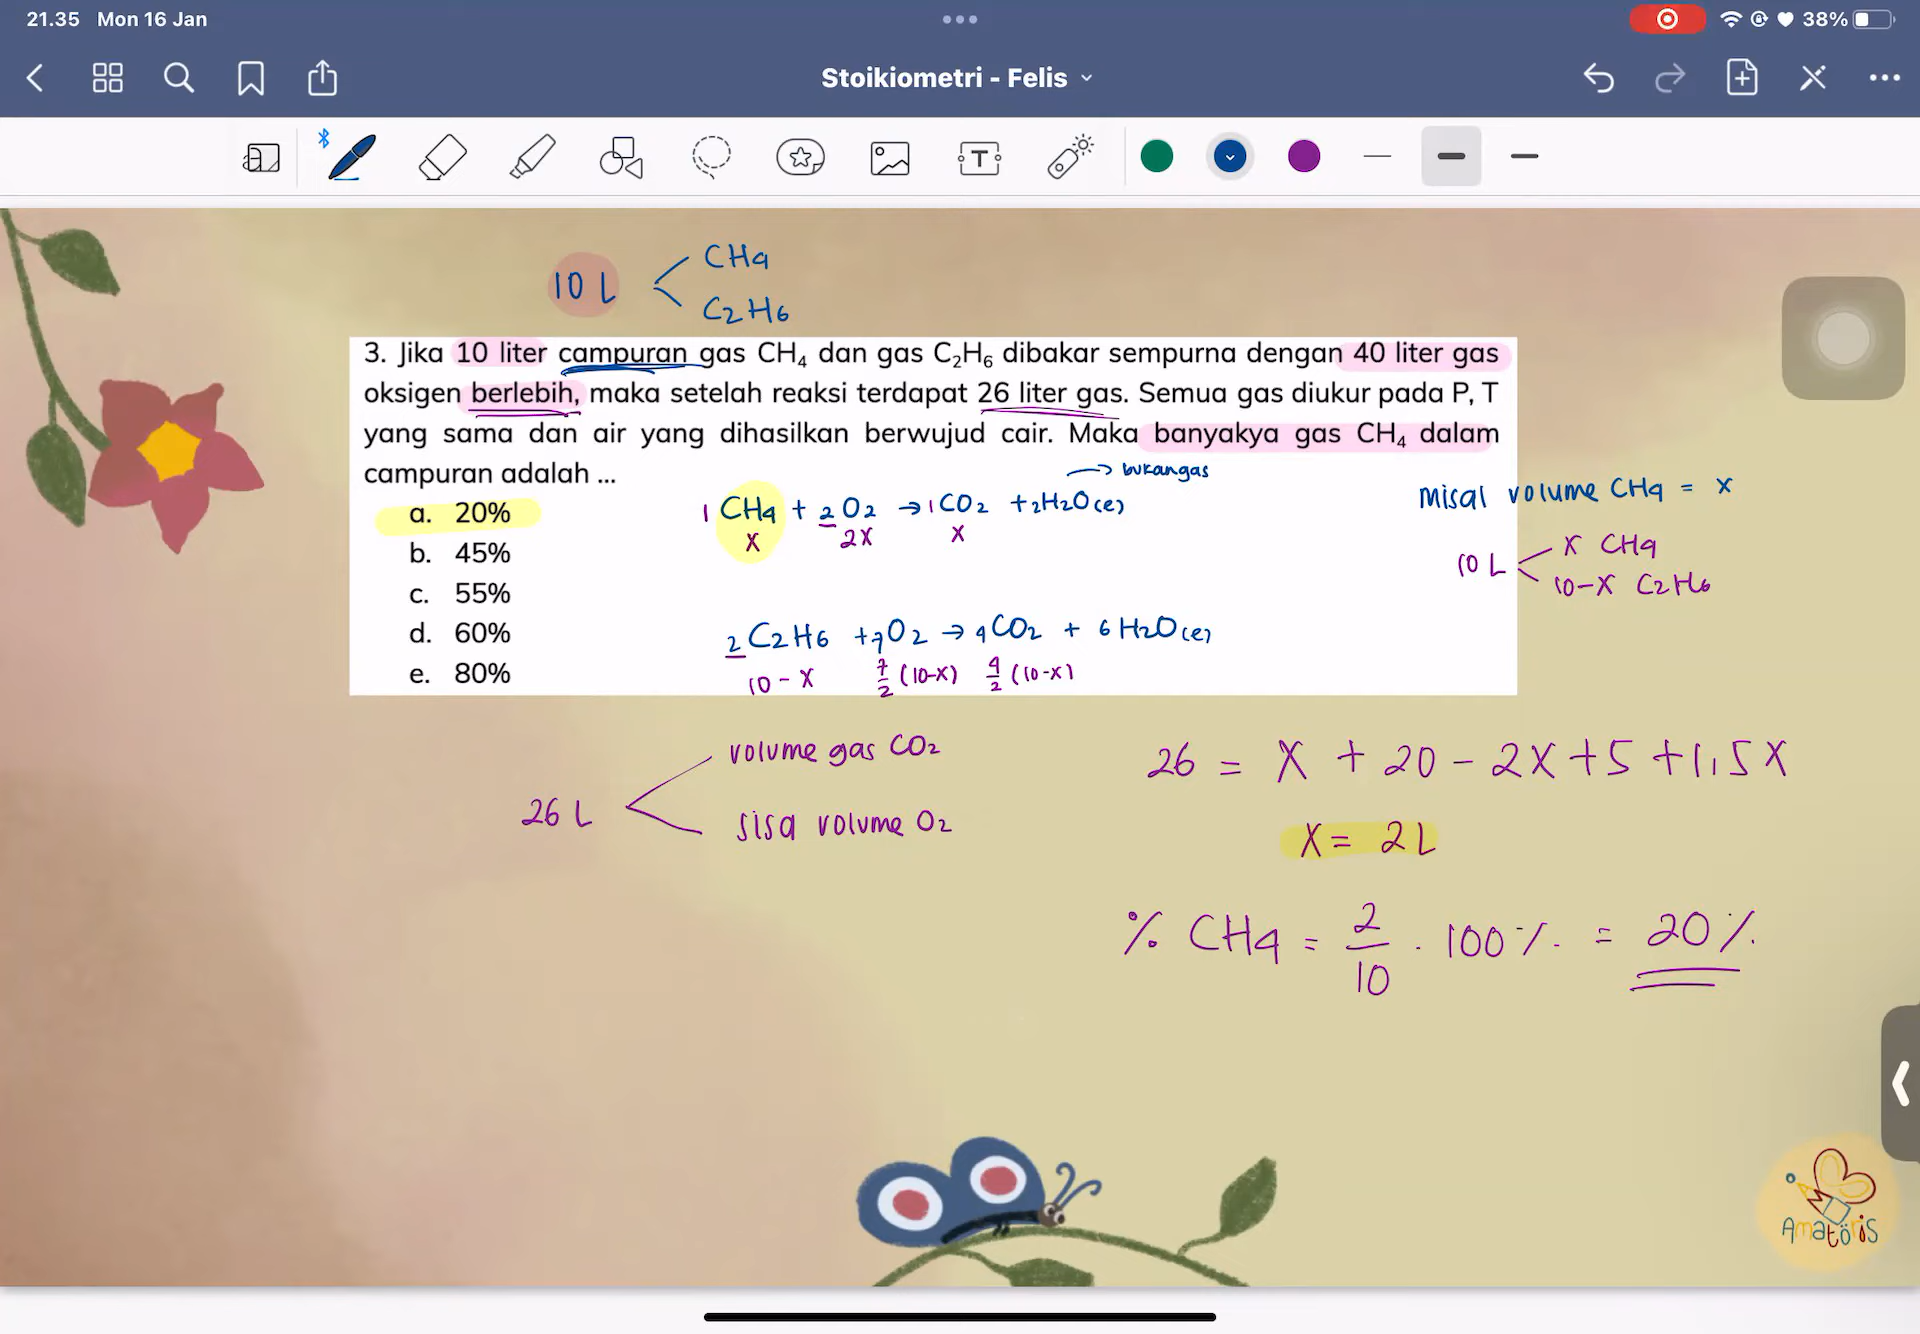 21.35 Mon 16 Jan
38%
Stoikiometri - Felis
10 L
CH4
C2H6
3. Jika 10 liter campuran gas CH₄ dan gas C₂H₆ dibakar sempurna dengan 40 liter gas
oksigen berlebih, maka setelah reaksi terdapat 26 liter gas. Semua gas diukur pada P, T
yang sama dan air yang dihasilkan berwujud cair. Maka banyakya gas CH₄ dalam
campuran adalah ...
→ bukan gas
a. 20%
b. 45%
c. 55%
d. 60%
e. 80%
1 CH4 + 2 O2 → 1 CO2 + 2 H2O (l)
x 2x x
misal volume CH4 = x
10 L
x CH4
10-x C2H6
2 C2H6 + 7 O2 → 4 CO2 + 6 H2O (l)
10 - x 7/2 (10-x) 4/2 (10-x)
26 L
volume gas CO2
sisa volume O2
26 = x + 20 - 2x + 5 + 1,5x
x = 2 L
% CH4 = 2/10 . 100% = 20%
Amatöris